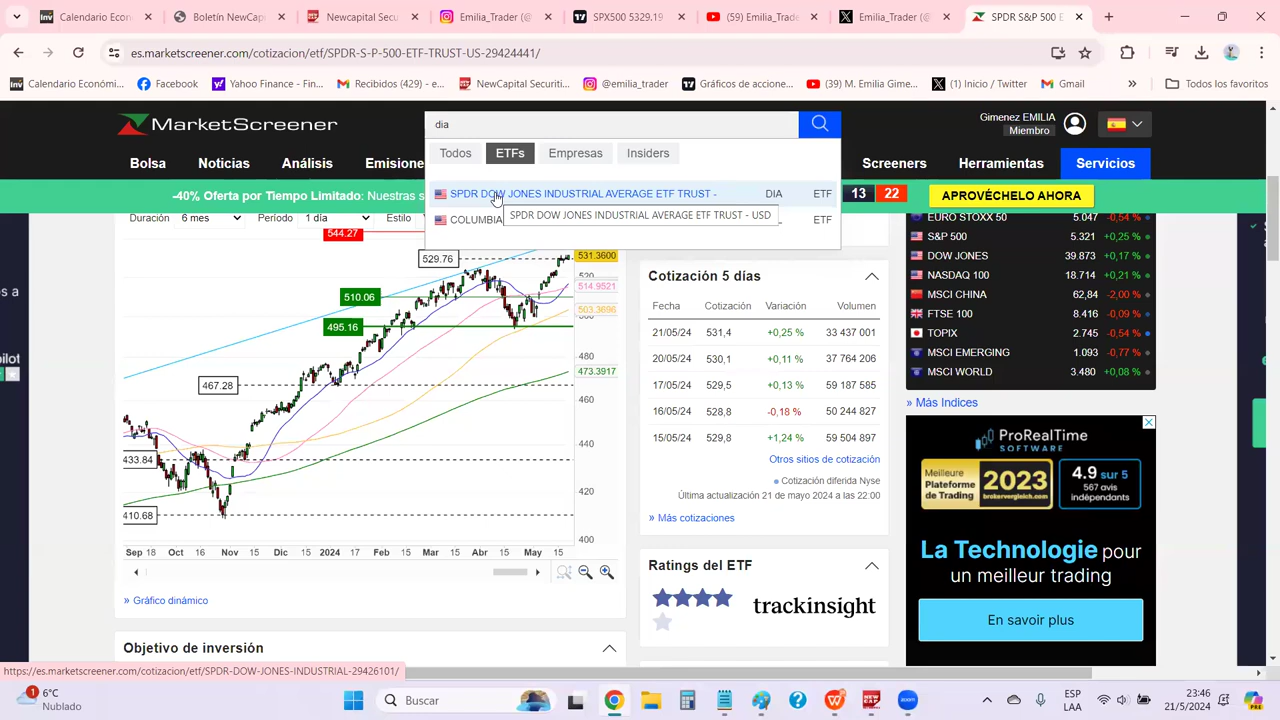 Calendario Econó
Boletín NewCap
Newcapital Securi
Emilia_Trader (@
SPX500 5329.19
(59) Emilia_Trade
Emilia_Trader (@
SPDR S&P 500 E
es.marketscreener.com/cotizacion/etf/SPDR-S-P-500-ETF-TRUST-US-29424441/
Calendario Económi...
Facebook
Yahoo Finance - Fin...
Recibidos (429) - e...
NewCapital Securiti...
@emilia_trader
Gráficos de accione...
(39) M. Emilia Gime...
(1) Inicio / Twitter
Gmail
»
Todos los favoritos
MarketScreener
dia
Gimenez EMILIA
Miembro
Todos
ETFs
Empresas
Insiders
Bolsa
Noticias
Análisis
Emisione
Screeners
Herramientas
Servicios
SPDR DOW JONES INDUSTRIAL AVERAGE ETF TRUST -
DIA
ETF
-40% Oferta por Tiempo Limitado: Nuestras s
13
22
APROVÉCHELO AHORA
COLUMBIA
SPDR DOW JONES INDUSTRIAL AVERAGE ETF TRUST - USD
ETF
Duración
6 mes
Período
1 día
Estilo
544.27
529.76
531.3600
520
514.9521
510.06
503.3696
500
495.16
480
473.3917
467.28
460
440
433.84
420
410.68
400
Sep 18 Oct 16 Nov 15 Dic 15 2024 17 Feb 15 Mar 15 Abr 15 May 15
» Gráfico dinámico
Objetivo de inversión
Cotización 5 días
Fecha Cotización Variación Volumen
21/05/24 531,4 +0,25 % 33 437 001
20/05/24 530,1 +0,11 % 37 764 206
17/05/24 529,5 +0,13 % 59 187 585
16/05/24 528,8 -0,18 % 50 244 827
15/05/24 529,8 +1,24 % 59 504 897
Otros sitios de cotización
Cotización diferida Nyse
Última actualización 21 de mayo 2024 a las 22:00
» Más cotizaciones
Ratings del ETF
trackinsight
EURO STOXX 50 5.047 -0,54 %
S&P 500 5.321 +0,25 %
DOW JONES 39.873 +0,17 %
NASDAQ 100 18.714 +0,21 %
MSCI CHINA 62,84 -2,00 %
FTSE 100 8.416 -0,09 %
TOPIX 2.745 -0,54 %
MSCI EMERGING 1.093 -0,77 %
MSCI WORLD 3.480 +0,08 %
» Más Indices
ProRealTime
SOFTWARE
Meilleure
Plateforme
de Trading
2023
brokervergleich.com
4.9 sur 5
567 avis
indépendants
La Technologie pour
un meilleur trading
En savoir plus
s a
pilot
https://es.marketscreener.com/cotizacion/etf/SPDR-DOW-JONES-INDUSTRIAL-29426101/
1
6°C
Nublado
Buscar
ESP
LAA
23:46
21/5/2024